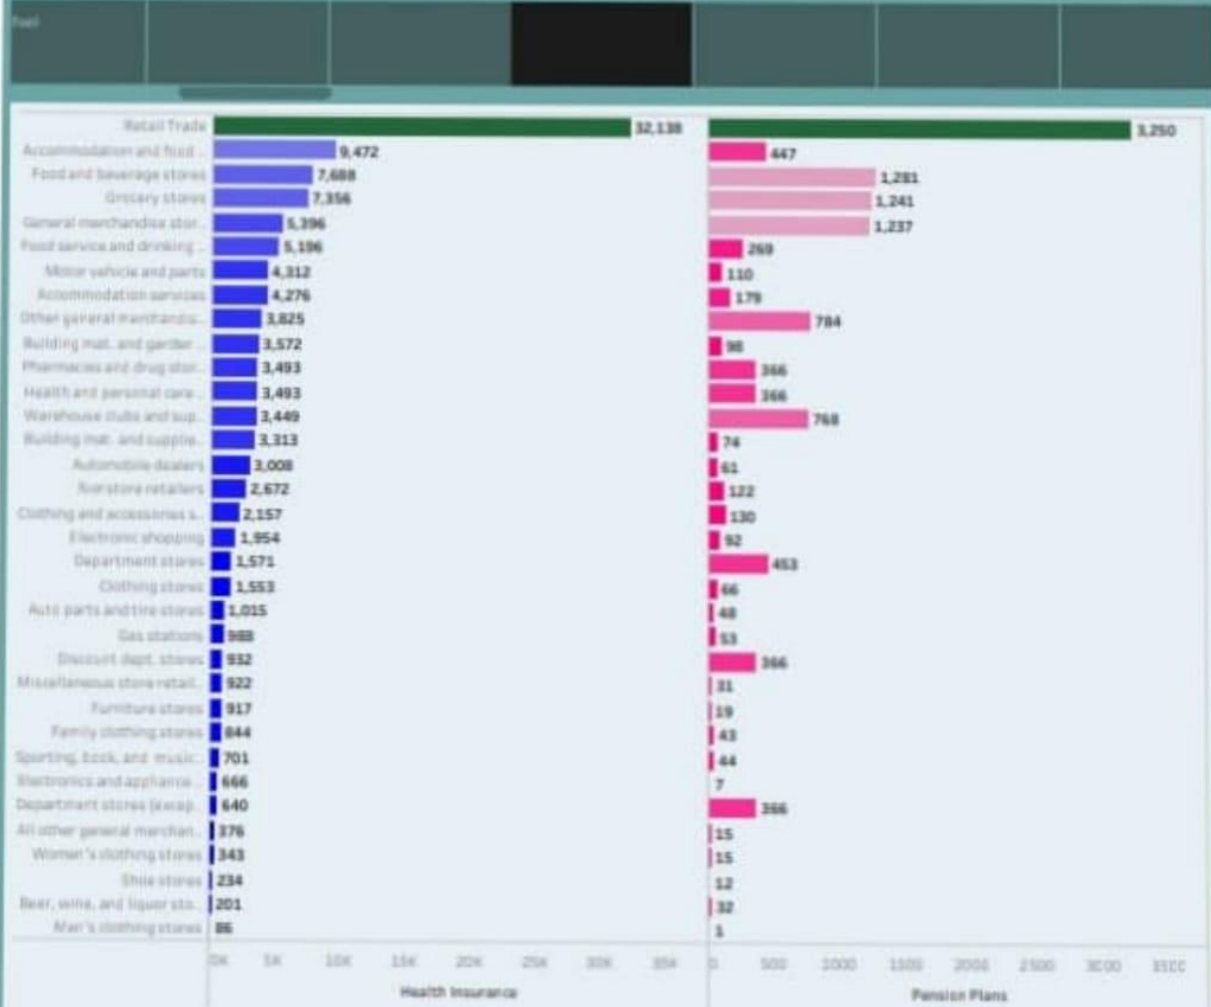 Fuel
Retail Trade 32,138 3,250
Accommodation and food .. 9,472 447
Food and beverage stores 7,688 1,281
Grocery stores 7,356 1,241
General merchandise stor.. 5,396 1,237
Food service and drinking .. 5,196 269
Motor vehicle and parts 4,312 110
Accommodation services 4,276 179
Other general merchandis.. 3,825 784
Building mat. and garden .. 3,572 98
Pharmacies and drug stor.. 3,493 366
Health and personal care .. 3,493 366
Warehouse clubs and sup.. 3,449 768
Building mat. and supplie.. 3,313 74
Automobile dealers 3,008 61
Nonstore retailers 2,672 122
Clothing and accessories s.. 2,157 130
Electronic shopping 1,954 92
Department stores 1,571 453
Clothing stores 1,553 66
Auto parts and tire stores 1,015 48
Gas stations 988 53
Discount dept. stores 932 366
Miscellaneous store retail.. 922 31
Furniture stores 917 19
Family clothing stores 844 43
Sporting, book, and music.. 701 44
Electronics and appliance .. 666 7
Department stores (excep.. 640 366
All other general merchan.. 376 15
Women's clothing stores 343 15
Shoe stores 234 12
Beer, wine, and liquor sto.. 201 32
Men's clothing stores 86 1
0K 5K 10K 15K 20K 25K 30K 35K 0 500 1000 1500 2000 2500 3000 3500
Health Insurance Pension Plans